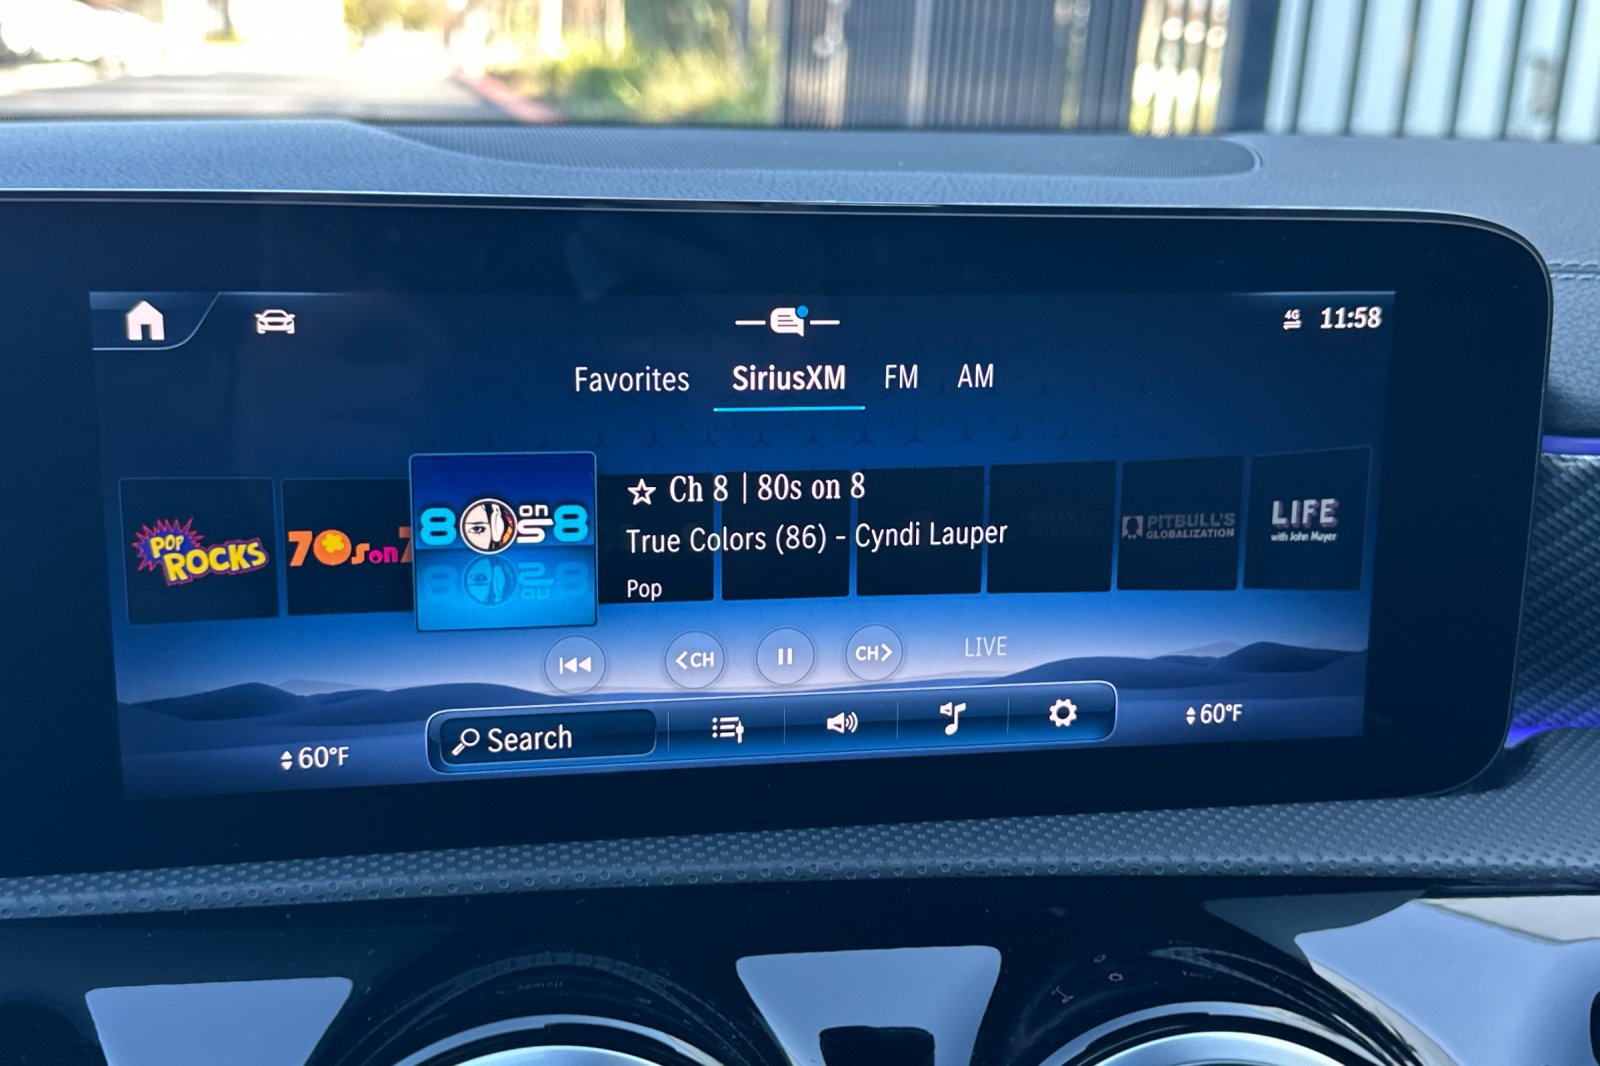 4G 11:58
Favorites SiriusXM FM AM
POP ROCKS
70s on 7
80s on 8
Ch 8 | 80s on 8
True Colors (86) - Cyndi Lauper
Pop
PITBULL'S
GLOBALIZATION
LIFE
with John Mayer
<CH CH> LIVE
60°F Search 60°F